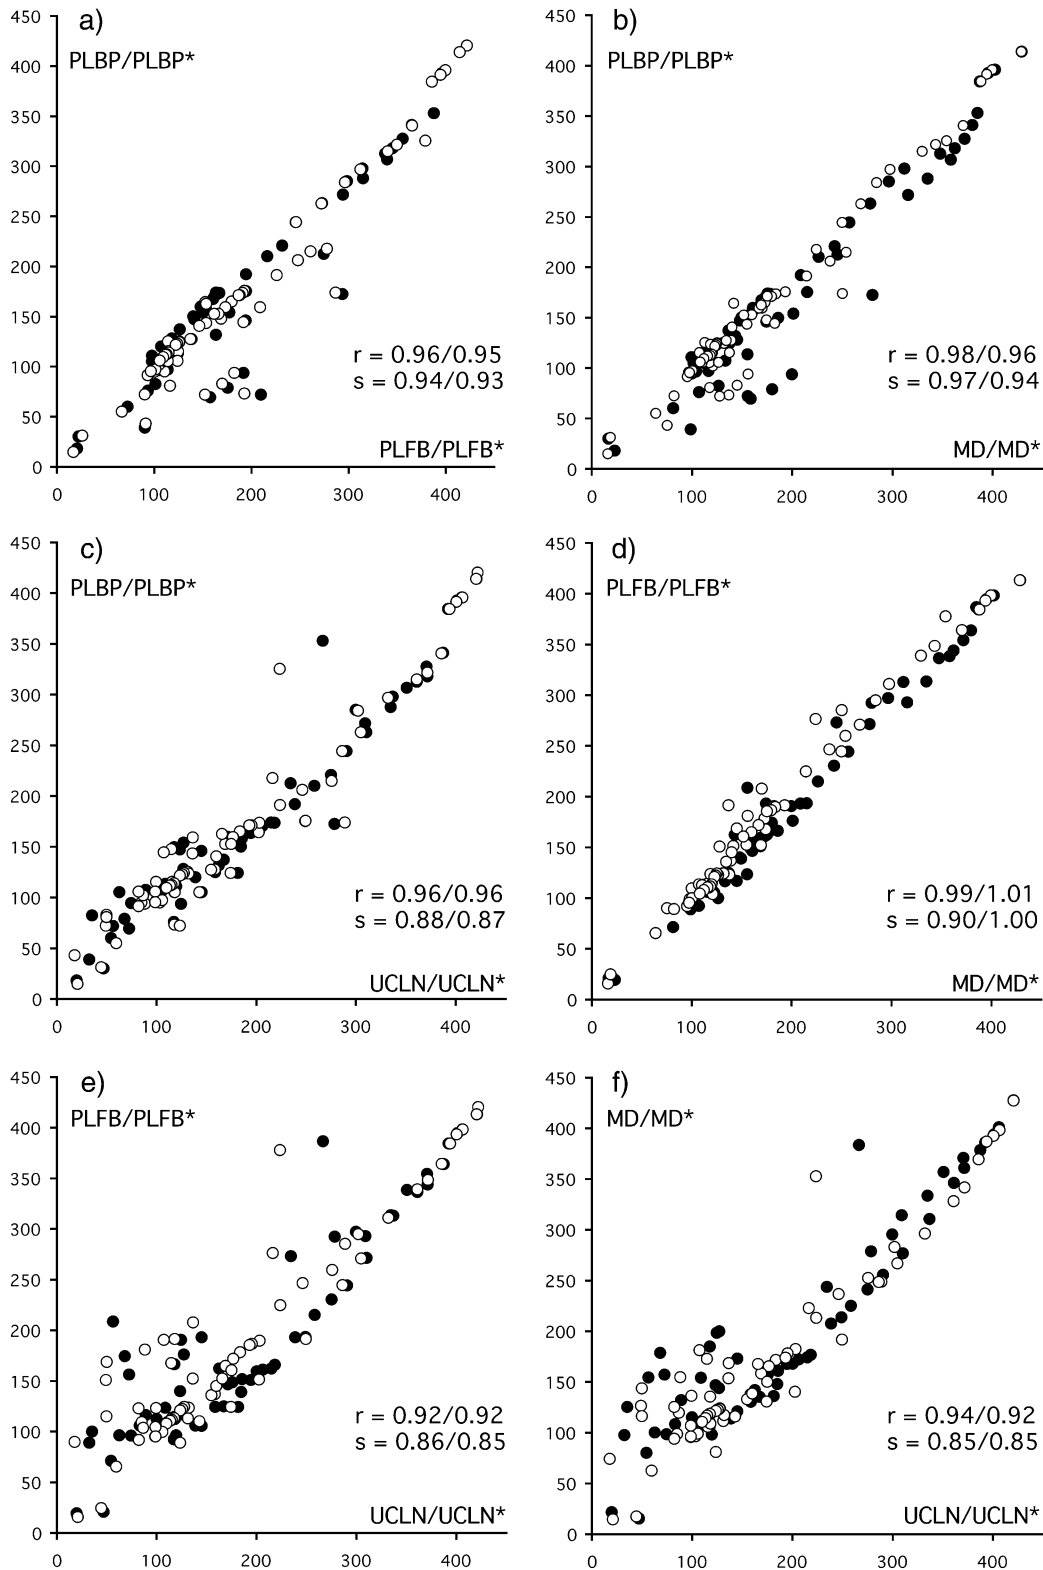 a)
PLBP/PLBP*
450
400
350
300
250
200
150
100
50
0
r = 0.96/0.95
s = 0.94/0.93
PLFB/PLFB*
0 100 200 300 400
b)
PLBP/PLBP*
450
400
350
300
250
200
150
100
50
0
r = 0.98/0.96
s = 0.97/0.94
MD/MD*
0 100 200 300 400
c)
PLBP/PLBP*
450
400
350
300
250
200
150
100
50
0
r = 0.96/0.96
s = 0.88/0.87
UCLN/UCLN*
0 100 200 300 400
d)
PLFB/PLFB*
450
400
350
300
250
200
150
100
50
0
r = 0.99/1.01
s = 0.90/1.00
MD/MD*
0 100 200 300 400
e)
PLFB/PLFB*
450
400
350
300
250
200
150
100
50
0
r = 0.92/0.92
s = 0.86/0.85
UCLN/UCLN*
0 100 200 300 400
f)
MD/MD*
450
400
350
300
250
200
150
100
50
0
r = 0.94/0.92
s = 0.85/0.85
UCLN/UCLN*
0 100 200 300 400